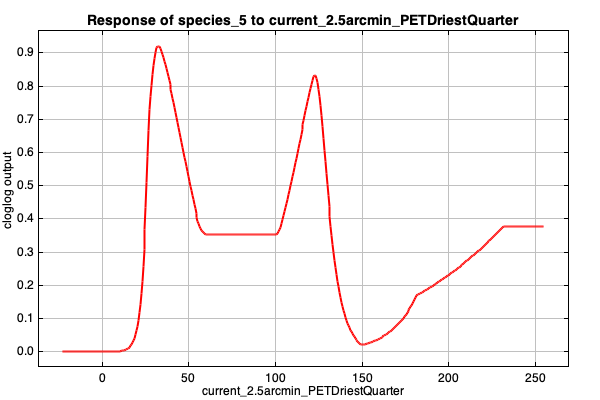 Response of species_5 to current_2.5arcmin_PETDriestQuarter
cloglog output
0.9
0.8
0.7
0.6
0.5
0.4
0.3
0.2
0.1
0.0
0 50 100 150 200 250
current_2.5arcmin_PETDriestQuarter